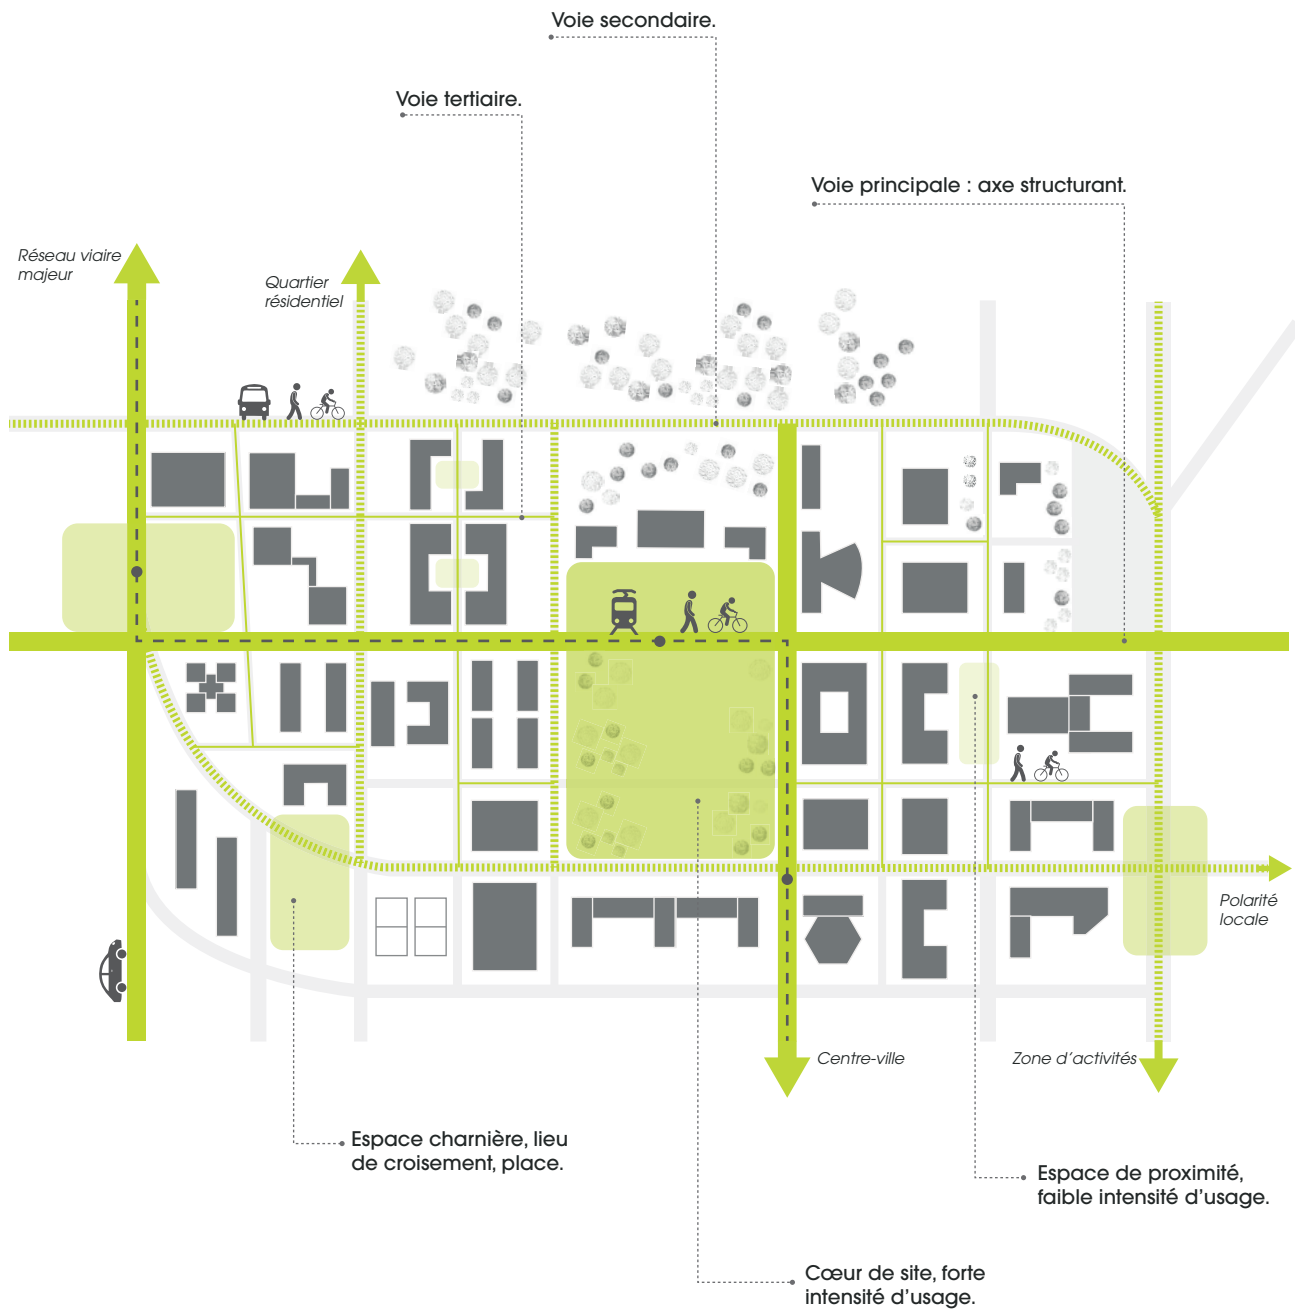 Voie secondaire.
Voie tertiaire.
Voie principale : axe structurant.
Réseau viaire
majeur
Quartier
résidentiel
Polarité
locale
Centre-ville
Zone d'activités
Espace charnière, lieu
de croisement, place.
Espace de proximité,
faible intensité d'usage.
Cœur de site, forte
intensité d'usage.